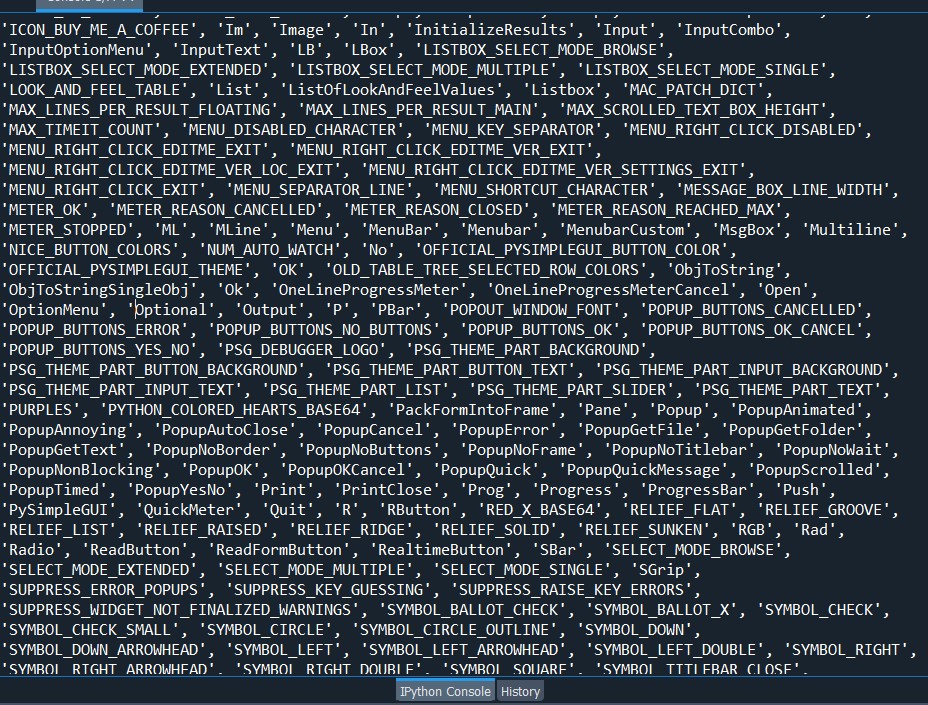 'ICON_BUY_ME_A_COFFEE', 'Im', 'Image', 'In', 'InitializeResults', 'Input', 'InputCombo',
'InputOptionMenu', 'InputText', 'LB', 'LBox', 'LISTBOX_SELECT_MODE_BROWSE',
'LISTBOX_SELECT_MODE_EXTENDED', 'LISTBOX_SELECT_MODE_MULTIPLE', 'LISTBOX_SELECT_MODE_SINGLE',
'LOOK_AND_FEEL_TABLE', 'List', 'ListOfLookAndFeelValues', 'Listbox', 'MAC_PATCH_DICT',
'MAX_LINES_PER_RESULT_FLOATING', 'MAX_LINES_PER_RESULT_MAIN', 'MAX_SCROLLED_TEXT_BOX_HEIGHT',
'MAX_TIMEIT_COUNT', 'MENU_DISABLED_CHARACTER', 'MENU_KEY_SEPARATOR', 'MENU_RIGHT_CLICK_DISABLED',
'MENU_RIGHT_CLICK_EDITME_EXIT', 'MENU_RIGHT_CLICK_EDITME_VER_EXIT',
'MENU_RIGHT_CLICK_EDITME_VER_LOC_EXIT', 'MENU_RIGHT_CLICK_EDITME_VER_SETTINGS_EXIT',
'MENU_RIGHT_CLICK_EXIT', 'MENU_SEPARATOR_LINE', 'MENU_SHORTCUT_CHARACTER', 'MESSAGE_BOX_LINE_WIDTH',
'METER_OK', 'METER_REASON_CANCELLED', 'METER_REASON_CLOSED', 'METER_REASON_REACHED_MAX',
'METER_STOPPED', 'ML', 'MLine', 'Menu', 'MenuBar', 'Menubar', 'MenubarCustom', 'MsgBox', 'Multiline',
'NICE_BUTTON_COLORS', 'NUM_AUTO_WATCH', 'No', 'OFFICIAL_PYSIMPLEGUI_BUTTON_COLOR',
'OFFICIAL_PYSIMPLEGUI_THEME', 'OK', 'OLD_TABLE_TREE_SELECTED_ROW_COLORS', 'ObjToString',
'ObjToStringSingleObj', 'Ok', 'OneLineProgressMeter', 'OneLineProgressMeterCancel', 'Open',
'OptionMenu', 'Optional', 'Output', 'P', 'PBar', 'POPOUT_WINDOW_FONT', 'POPUP_BUTTONS_CANCELLED',
'POPUP_BUTTONS_ERROR', 'POPUP_BUTTONS_NO_BUTTONS', 'POPUP_BUTTONS_OK', 'POPUP_BUTTONS_OK_CANCEL',
'POPUP_BUTTONS_YES_NO', 'PSG_DEBUGGER_LOGO', 'PSG_THEME_PART_BACKGROUND',
'PSG_THEME_PART_BUTTON_BACKGROUND', 'PSG_THEME_PART_BUTTON_TEXT', 'PSG_THEME_PART_INPUT_BACKGROUND',
'PSG_THEME_PART_INPUT_TEXT', 'PSG_THEME_PART_LIST', 'PSG_THEME_PART_SLIDER', 'PSG_THEME_PART_TEXT',
'PURPLES', 'PYTHON_COLORED_HEARTS_BASE64', 'PackFormIntoFrame', 'Pane', 'Popup', 'PopupAnimated',
'PopupAnnoying', 'PopupAutoClose', 'PopupCancel', 'PopupError', 'PopupGetFile', 'PopupGetFolder',
'PopupGetText', 'PopupNoBorder', 'PopupNoButtons', 'PopupNoFrame', 'PopupNoTitlebar', 'PopupNoWait',
'PopupNonBlocking', 'PopupOK', 'PopupOKCancel', 'PopupQuick', 'PopupQuickMessage', 'PopupScrolled',
'PopupTimed', 'PopupYesNo', 'Print', 'PrintClose', 'Prog', 'Progress', 'ProgressBar', 'Push',
'PySimpleGUI', 'QuickMeter', 'Quit', 'R', 'RButton', 'RED_X_BASE64', 'RELIEF_FLAT', 'RELIEF_GROOVE',
'RELIEF_LIST', 'RELIEF_RAISED', 'RELIEF_RIDGE', 'RELIEF_SOLID', 'RELIEF_SUNKEN', 'RGB', 'Rad',
'Radio', 'ReadButton', 'ReadFormButton', 'RealtimeButton', 'SBar', 'SELECT_MODE_BROWSE',
'SELECT_MODE_EXTENDED', 'SELECT_MODE_MULTIPLE', 'SELECT_MODE_SINGLE', 'SGrip',
'SUPPRESS_ERROR_POPUPS', 'SUPPRESS_KEY_GUESSING', 'SUPPRESS_RAISE_KEY_ERRORS',
'SUPPRESS_WIDGET_NOT_FINALIZED_WARNINGS', 'SYMBOL_BALLOT_CHECK', 'SYMBOL_BALLOT_X', 'SYMBOL_CHECK',
'SYMBOL_CHECK_SMALL', 'SYMBOL_CIRCLE', 'SYMBOL_CIRCLE_OUTLINE', 'SYMBOL_DOWN',
'SYMBOL_DOWN_ARROWHEAD', 'SYMBOL_LEFT', 'SYMBOL_LEFT_ARROWHEAD', 'SYMBOL_LEFT_DOUBLE', 'SYMBOL_RIGHT',
'SYMBOL_RIGHT_ARROWHEAD', 'SYMBOL_RIGHT_DOUBLE', 'SYMBOL_SQUARE', 'SYMBOL_TITLEBAR_CLOSE',
IPython Console History